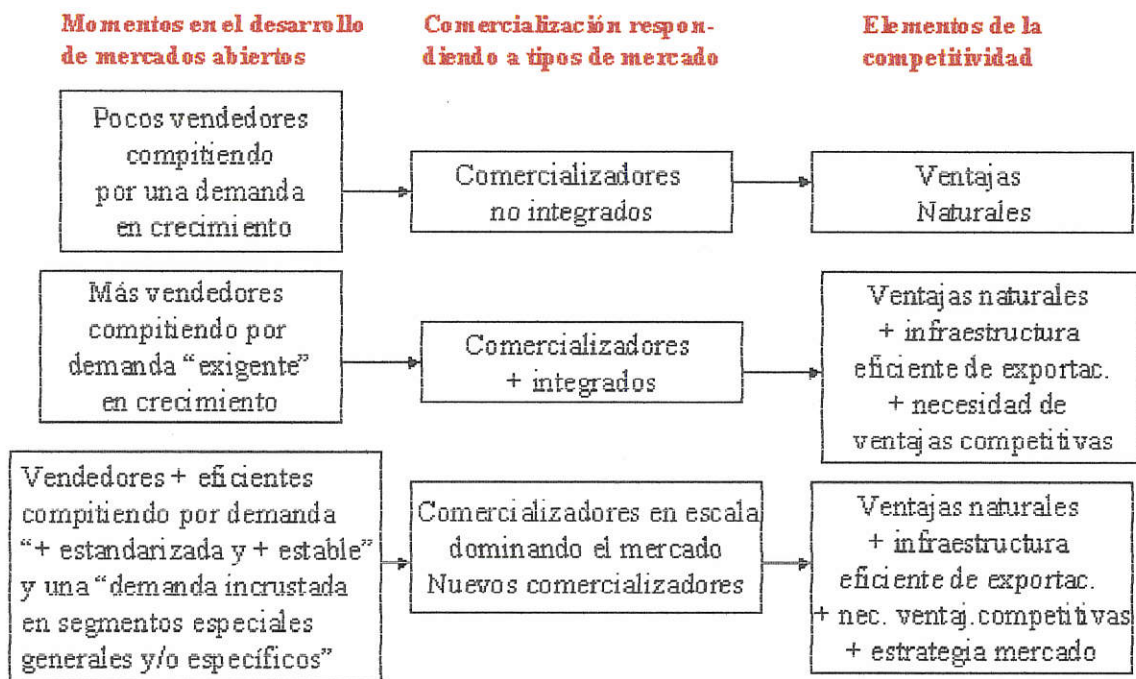 Momentos en el desarrollo
de mercados abiertos
Comercialización respon-
diendo a tipos de mercado
Elementos de la
competitividad
Pocos vendedores
compitiendo
por una demanda
en crecimiento
Comercializadores
no integrados
Ventajas
Naturales
Más vendedores
compitiendo por
demanda “exigente”
en crecimiento
Comercializadores
+ integrados
Ventajas naturales
+ infraestructura
eficiente de exportac.
+ necesidad de
ventajas competitivas
Vendedores + eficientes
compitiendo por demanda
“+ estandarizada y + estable”
y una “demanda incrustada
en segmentos especiales
generales y/o específicos”
Comercializadores en escala
dominando el mercado
Nuevos comercializadores
Ventajas naturales
+ infraestructura
eficiente de exportac.
+ nec. ventaj.competitivas
+ estrategia mercado